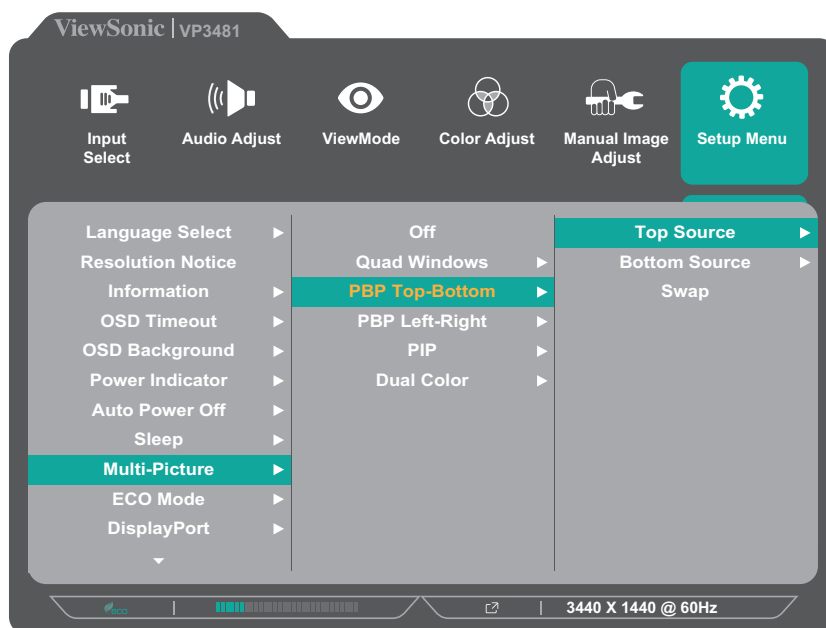 ViewSonic | VP3481
Input
Select
Audio Adjust
ViewMode
Color Adjust
Manual Image
Adjust
Setup Menu
Language Select
Resolution Notice
Information
OSD Timeout
OSD Background
Power Indicator
Auto Power Off
Sleep
Multi-Picture
ECO Mode
DisplayPort
Off
Quad Windows
PBP Top-Bottom
PBP Left-Right
PIP
Dual Color
Top Source
Bottom Source
Swap
eco
3440 X 1440 @ 60Hz